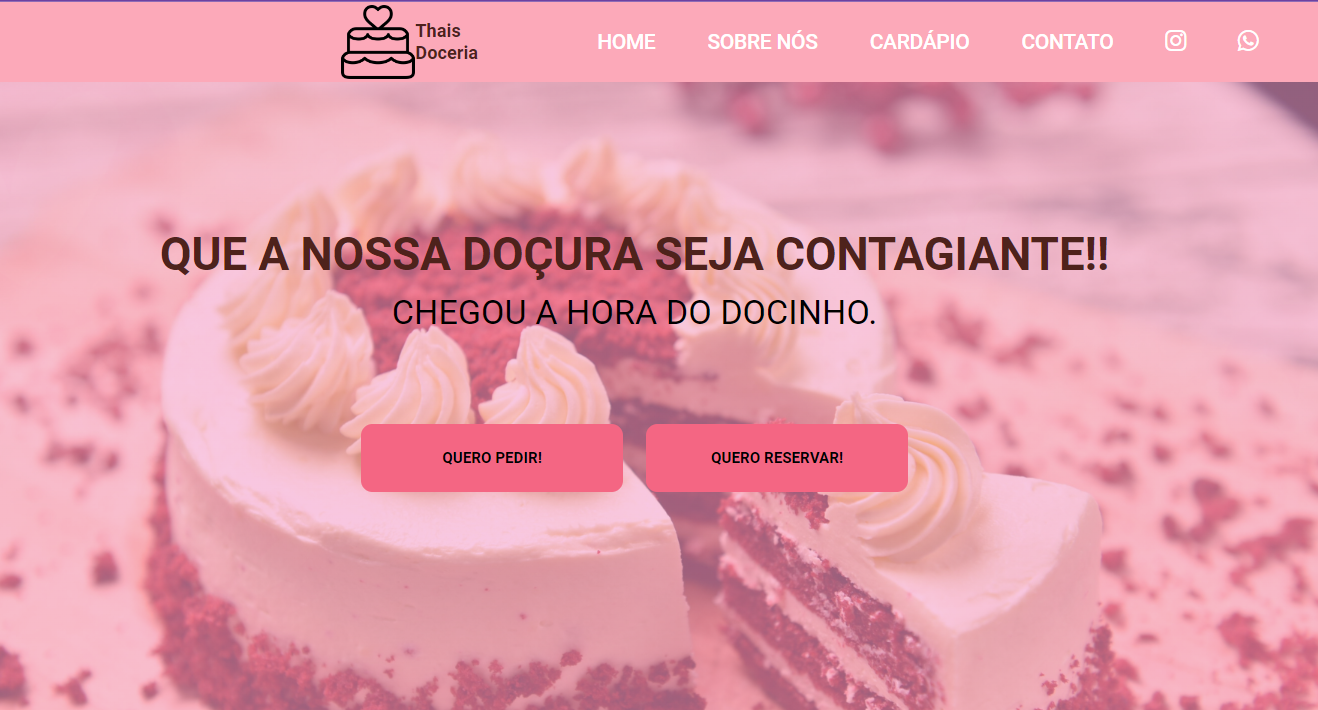 Thais
Doceria
HOME SOBRE NÓS CARDÁPIO CONTATO
QUE A NOSSA DOÇURA SEJA CONTAGIANTE!!
CHEGOU A HORA DO DOCINHO.
QUERO PEDIR! QUERO RESERVAR!